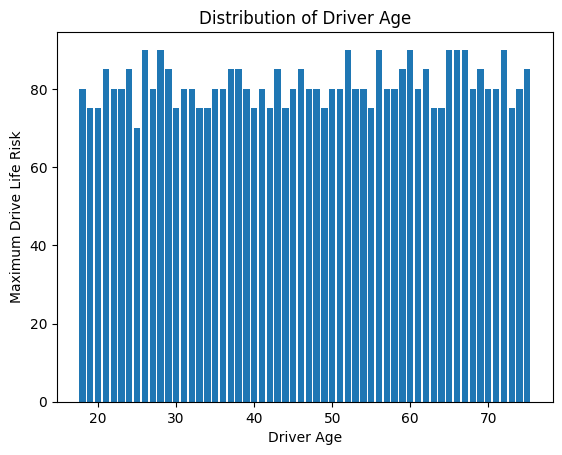 Distribution of Driver Age
Maximum Drive Life Risk
80
60
40
20
0
20 30 40 50 60 70
Driver Age